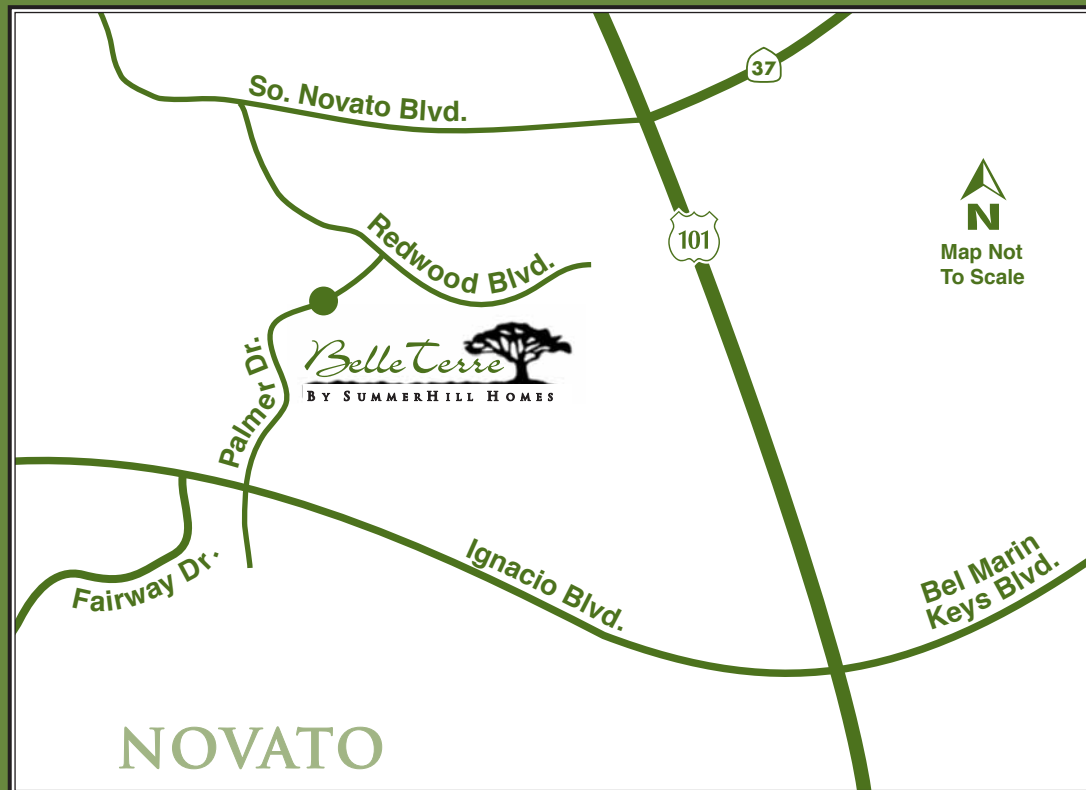 37
So. Novato Blvd.
101
N
Map Not
To Scale
Redwood Blvd.
Belle Terre
BY SUMMERHILL HOMES
Palmer Dr.
Ignacio Blvd.
Bel Marin
Keys Blvd.
Fairway Dr.
NOVATO